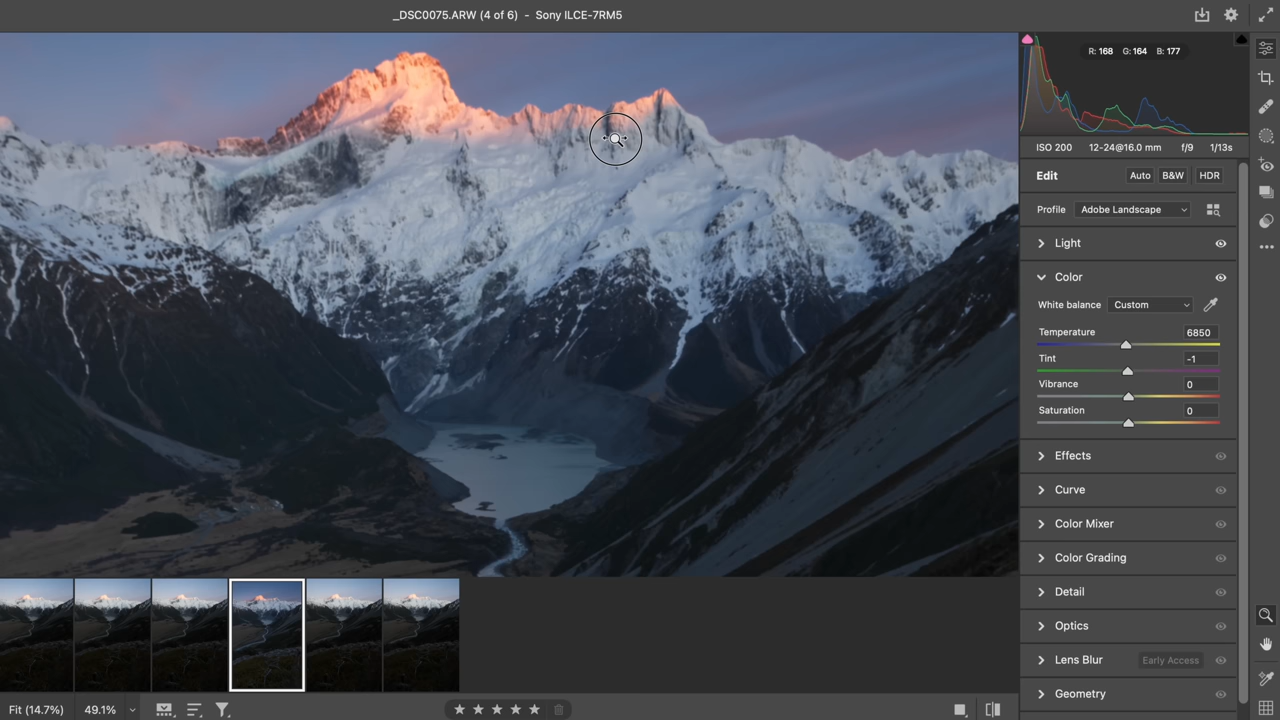 _DSC0075.ARW (4 of 6) - Sony ILCE-7RM5
R: 168 G: 164 B: 177
ISO 200 12-24@16.0 mm f/9 1/13s
Edit Auto B&W HDR
Profile Adobe Landscape
Light
Color
White balance Custom
Temperature 6850
Tint -1
Vibrance 0
Saturation 0
Effects
Curve
Color Mixer
Color Grading
Detail
Optics
Lens Blur Early Access
Geometry
Fit (14.7%) 49.1%